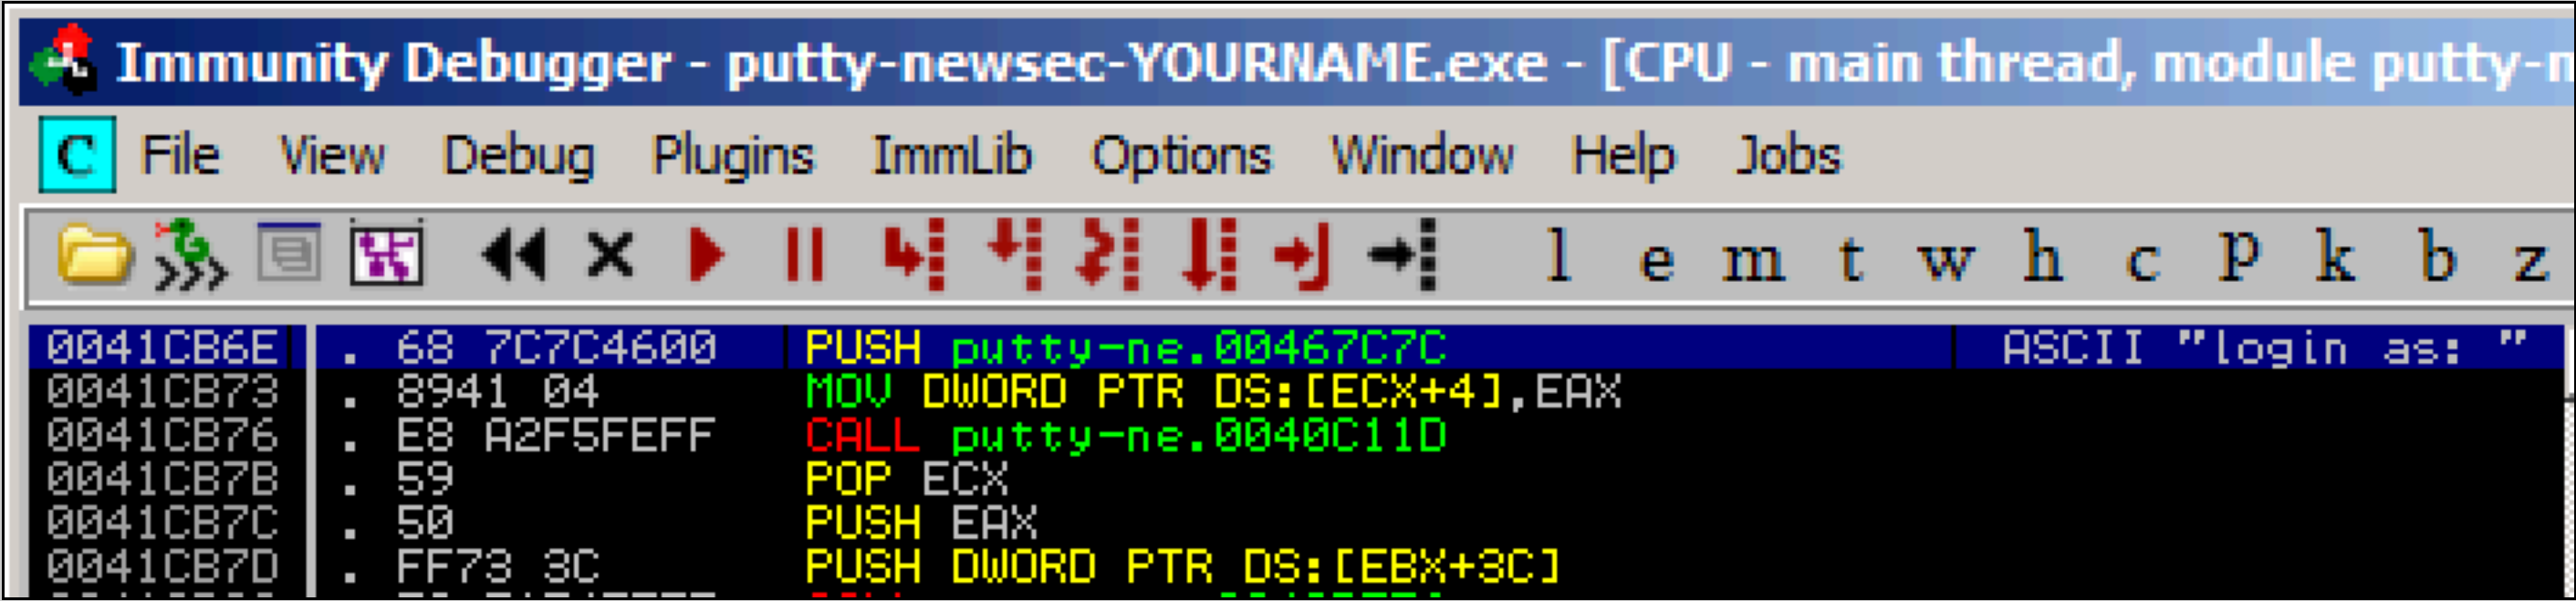 Immunity Debugger - putty-newsec-YOURNAME.exe - [CPU - main thread, module putty-n
C File View Debug Plugins ImmLib Options Window Help Jobs
>>> l e m t w h c p k b z
0041CB6E . 68 7C7C4600 PUSH putty-ne.00467C7C ASCII "login as: "
0041CB73 . 8941 04 MOV DWORD PTR DS:[ECX+4],EAX
0041CB76 . E8 A2F5FEFF CALL putty-ne.0040C11D
0041CB7B . 59 POP ECX
0041CB7C . 50 PUSH EAX
0041CB7D . FF73 3C PUSH DWORD PTR DS:[EBX+3C]